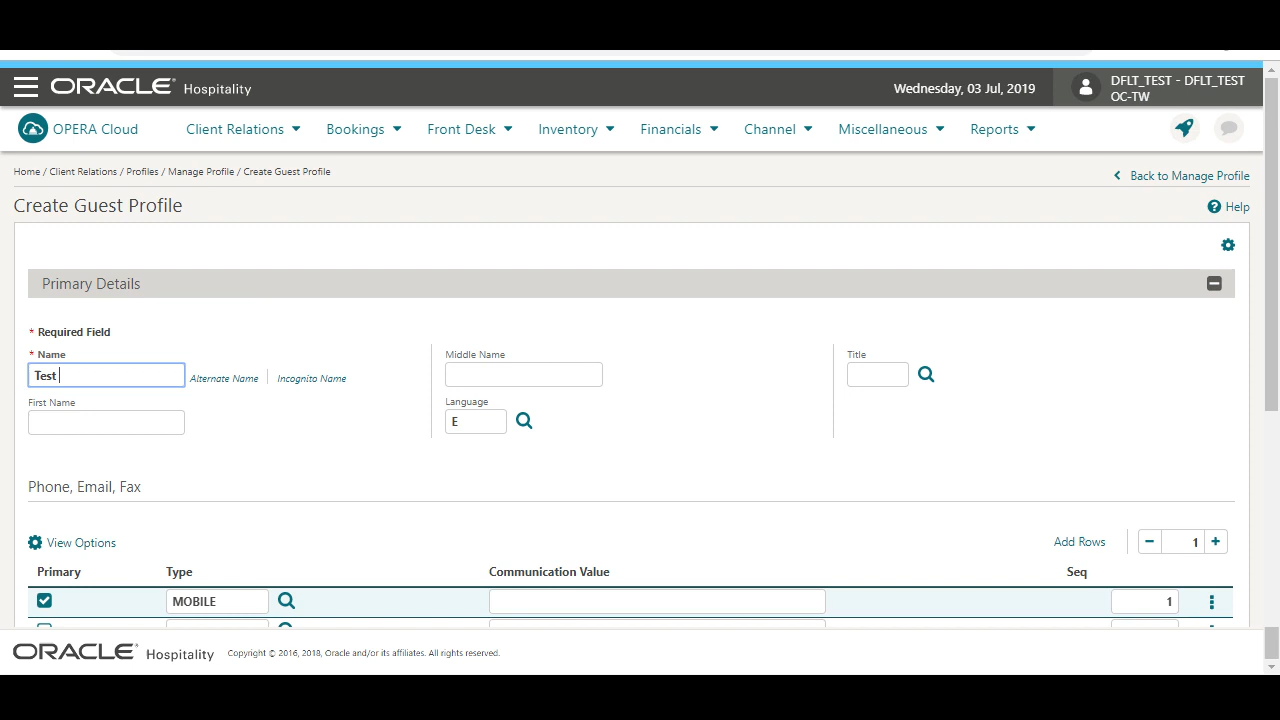 ORACLE Hospitality
Wednesday, 03 Jul, 2019
DFLT_TEST - DFLT_TEST
OC-TW
OPERA Cloud Client Relations Bookings Front Desk Inventory Financials Channel Miscellaneous Reports
Home / Client Relations / Profiles / Manage Profile / Create Guest Profile
Back to Manage Profile
Create Guest Profile
Help
Primary Details
* Required Field
* Name Middle Name Title
Test
Alternate Name Incognito Name
First Name Language
E
Phone, Email, Fax
View Options Add Rows 1
Primary Type Communication Value Seq
MOBILE 1
ORACLE Hospitality Copyright © 2016, 2018, Oracle and/or its affiliates. All rights reserved.